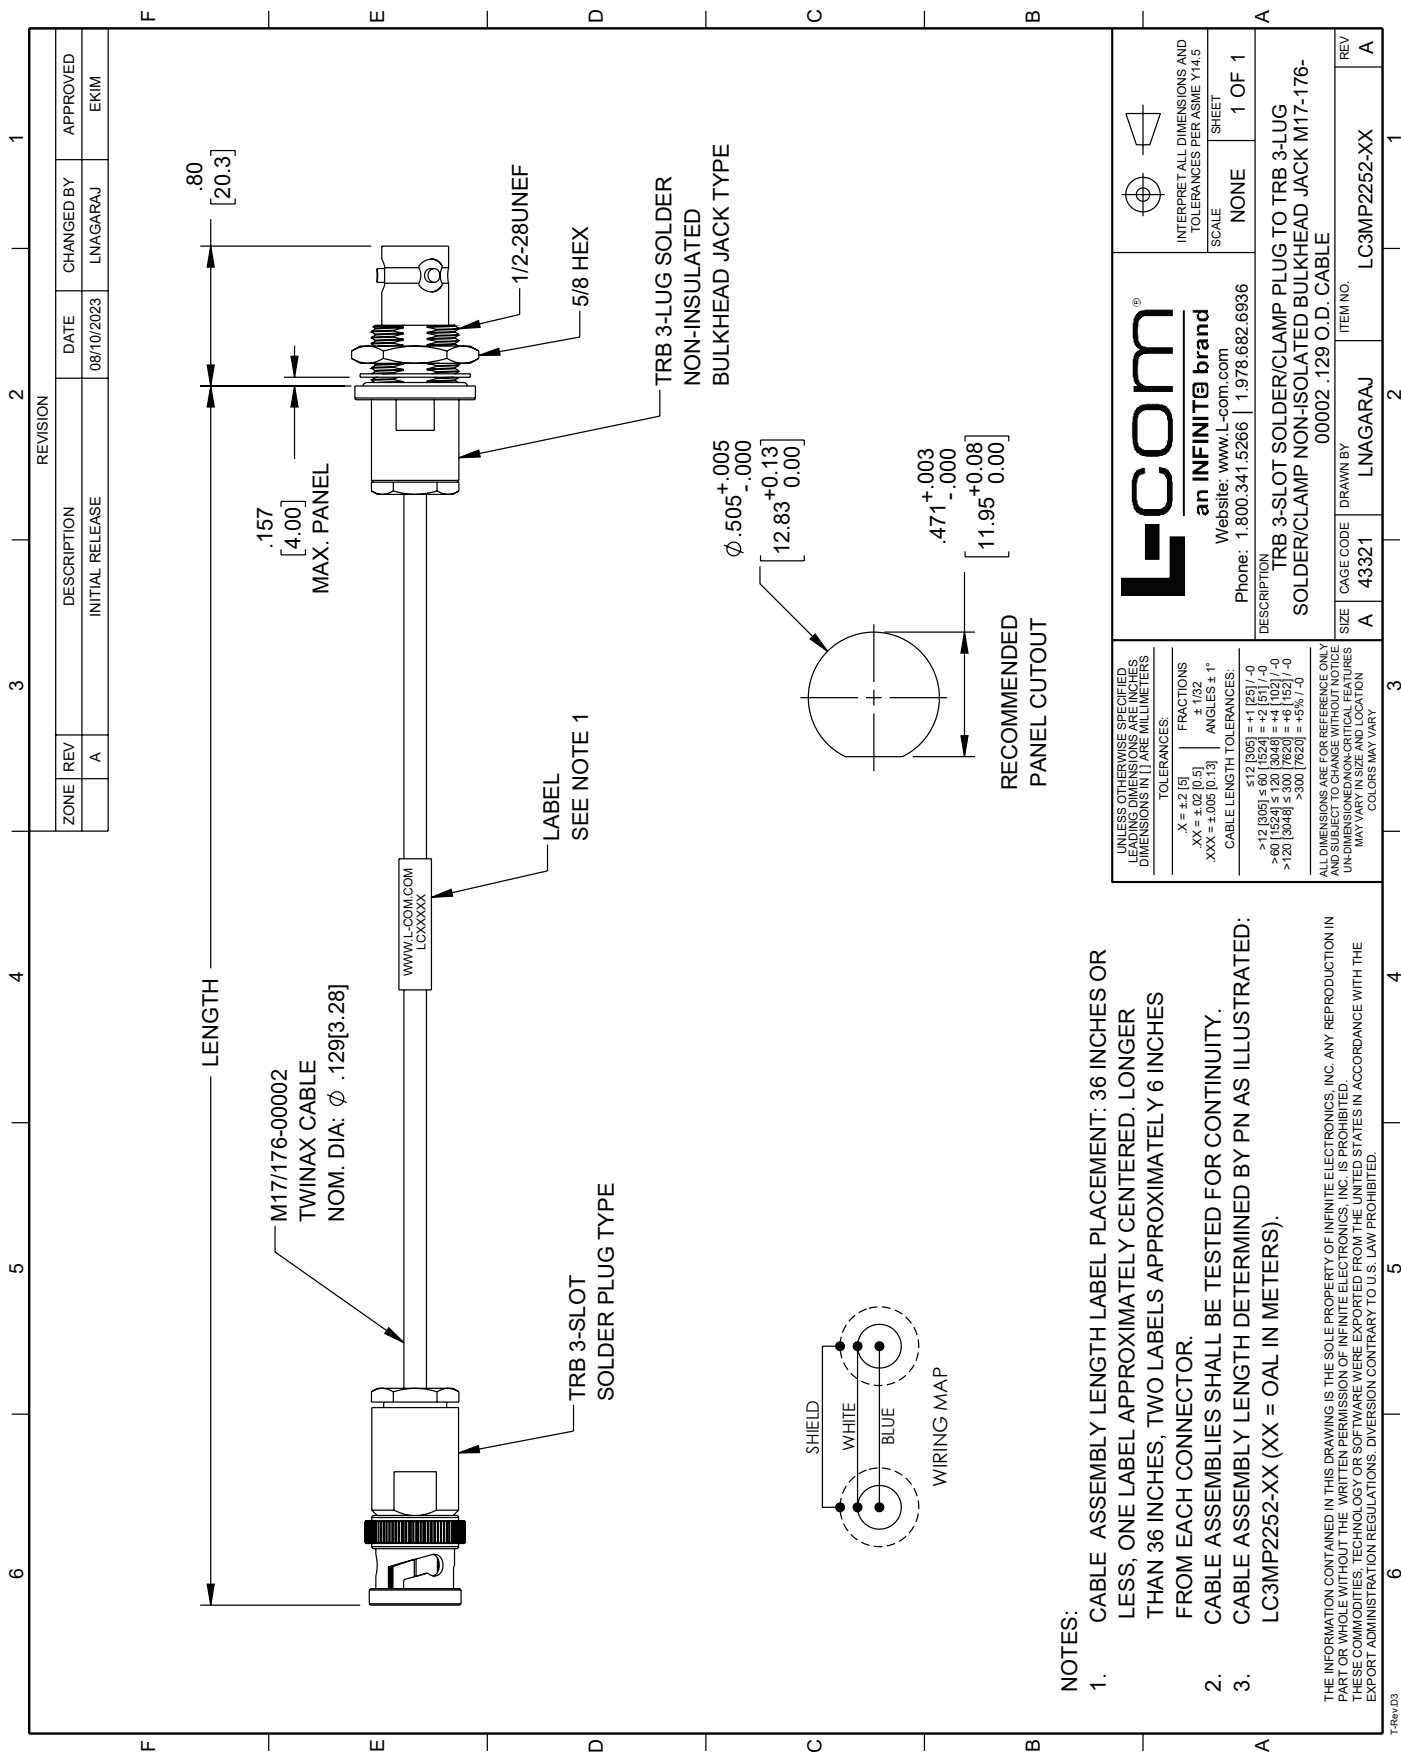 6
5
4
3
2
1
F
E
D
C
B
A
REVISION
ZONE REV DESCRIPTION DATE CHANGED BY APPROVED
A INITIAL RELEASE 08/10/2023 LNAGARAJ EKIM
LENGTH
.80
[20.3]
.157
[4.00]
MAX. PANEL
M17/176-00002
TWINAX CABLE
NOM. DIA: Ø .129[3.28]
WWW.L-COM.COM
LCXXXXX
1/2-28UNEF
5/8 HEX
TRB 3-LUG SOLDER
NON-INSULATED
BULKHEAD JACK TYPE
LABEL
SEE NOTE 1
TRB 3-SLOT
SOLDER PLUG TYPE
SHIELD
WHITE
BLUE
WIRING MAP
Ø.505 +.005 -.000
[12.83 +0.13 0.00]
.471 +.003 -.000
[11.95 +0.08 0.00]
RECOMMENDED
PANEL CUTOUT
NOTES:
1. CABLE ASSEMBLY LENGTH LABEL PLACEMENT: 36 INCHES OR
LESS, ONE LABEL APPROXIMATELY CENTERED. LONGER
THAN 36 INCHES, TWO LABELS APPROXIMATELY 6 INCHES
FROM EACH CONNECTOR.
2. CABLE ASSEMBLIES SHALL BE TESTED FOR CONTINUITY.
3. CABLE ASSEMBLY LENGTH DETERMINED BY PN AS ILLUSTRATED:
LC3MP2252-XX (XX = OAL IN METERS).
THE INFORMATION CONTAINED IN THIS DRAWING IS THE SOLE PROPERTY OF INFINITE ELECTRONICS, INC. ANY REPRODUCTION IN
PART OR WHOLE WITHOUT THE WRITTEN PERMISSION OF INFINITE ELECTRONICS, INC. IS PROHIBITED.
THESE COMMODITIES, TECHNOLOGY OR SOFTWARE WERE EXPORTED FROM THE UNITED STATES IN ACCORDANCE WITH THE
EXPORT ADMINISTRATION REGULATIONS. DIVERSION CONTRARY TO U.S. LAW PROHIBITED.
UNLESS OTHERWISE SPECIFIED
LEADING DIMENSIONS ARE INCHES
DIMENSIONS IN [ ] ARE MILLIMETERS
TOLERANCES:
.X = ±.2 [5]
.XX = ±.02 [0.5]
.XXX = ±.005 [0.13]
FRACTIONS
± 1/32
ANGLES ± 1°
CABLE LENGTH TOLERANCES:
≤12 [305] = +1 [25] / -0
>12 [305] ≤ 60 [1524] = +2 [51] / -0
>60 [1524] ≤ 120 [3048] = +4 [102] / -0
>120 [3048] ≤ 300 [7620] = +6 [152] / -0
>300 [7620] = +5% / -0
ALL DIMENSIONS ARE FOR REFERENCE ONLY
AND SUBJECT TO CHANGE WITHOUT NOTICE.
UN-DIMENSIONED/NON-CRITICAL FEATURES
MAY VARY IN SIZE AND LOCATION
COLORS MAY VARY
L-com®
an INFINITE brand
Website: www.L-com.com
Phone: 1.800.341.5266 | 1.978.682.6936
INTERPRET ALL DIMENSIONS AND
TOLERANCES PER ASME Y14.5
SCALE
NONE
SHEET
1 OF 1
DESCRIPTION
TRB 3-SLOT SOLDER/CLAMP PLUG TO TRB 3-LUG
SOLDER/CLAMP NON-ISOLATED BULKHEAD JACK M17-176-
00002 .129 O.D. CABLE
SIZE
A
CAGE CODE
43321
DRAWN BY
LNAGARAJ
ITEM NO.
LC3MP2252-XX
REV
A
F
E
D
C
B
A
6
5
4
3
2
1
T-Rev.D3